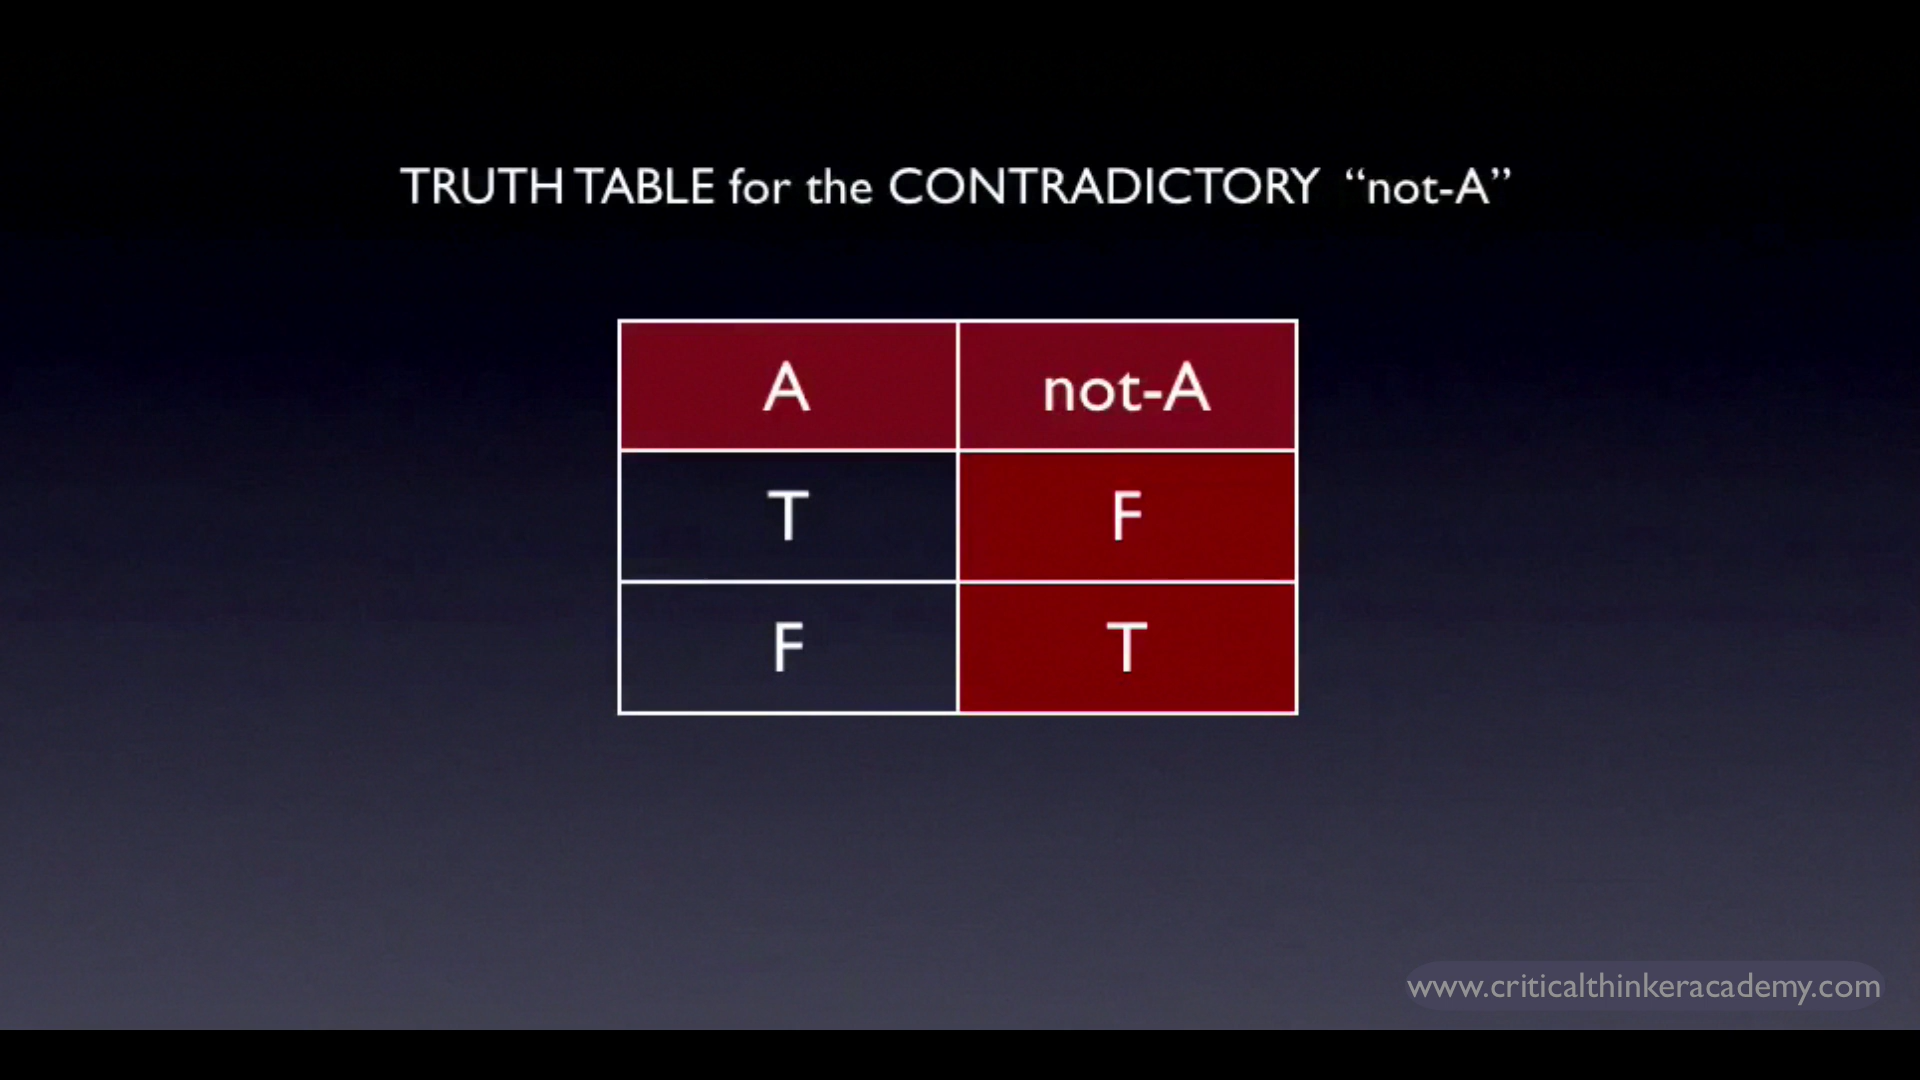 TRUTH TABLE for the CONTRADICTORY “not-A”
A not-A
T F
F T
www.criticalthinkeracademy.com